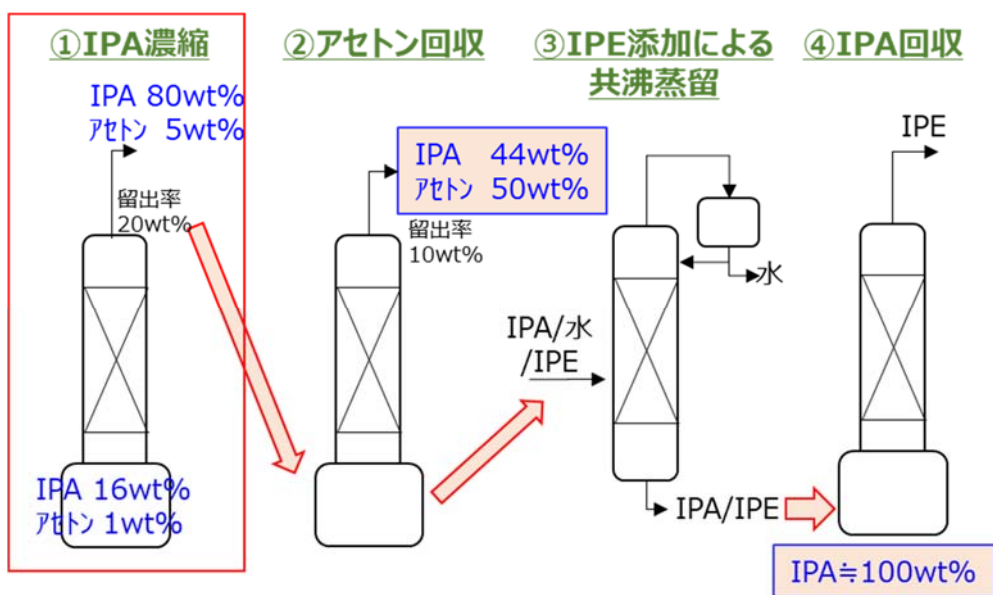 ①IPA濃縮
IPA 80wt%
ｱｾﾄﾝ 5wt%
留出率
20wt%
IPA 16wt%
ｱｾﾄﾝ 1wt%
②アセトン回収
IPA 44wt%
ｱｾﾄﾝ 50wt%
留出率
10wt%
③IPE添加による
共沸蒸留
IPA/水
/IPE
水
IPA/IPE
④IPA回収
IPE
IPA≒100wt%